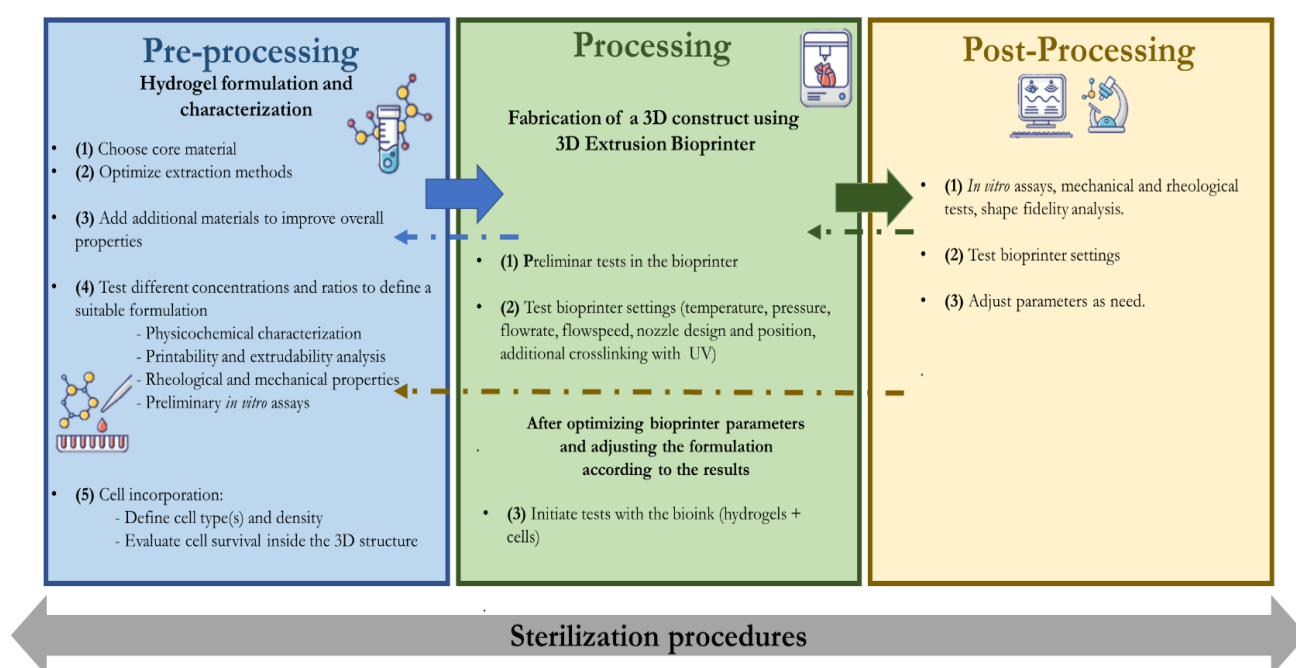 Pre-processing
Hydrogel formulation and
characterization
• (1) Choose core material
• (2) Optimize extraction methods
• (3) Add additional materials to improve overall
properties
• (4) Test different concentrations and ratios to define a
suitable formulation
- Physicochemical characterization
- Printability and extrudability analysis
- Rheological and mechanical properties
- Preliminary in vitro assays
• (5) Cell incorporation:
- Define cell type(s) and density
- Evaluate cell survival inside the 3D structure
Processing
Fabrication of a 3D construct using
3D Extrusion Bioprinter
• (1) Preliminar tests in the bioprinter
• (2) Test bioprinter settings (temperature, pressure,
flowrate, flowspeed, nozzle design and position,
additional crosslinking with UV)
After optimizing bioprinter parameters
and adjusting the formulation
according to the results
• (3) Initiate tests with the bioink (hydrogels +
cells)
Post-Processing
• (1) In vitro assays, mechanical and rheological
tests, shape fidelity analysis.
• (2) Test bioprinter settings
• (3) Adjust parameters as need.
Sterilization procedures